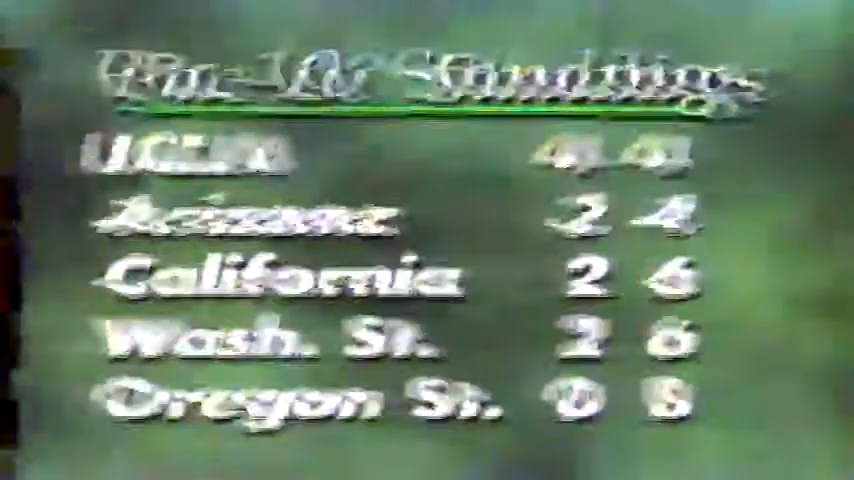 Pac-10 Standings
UCLA 4 4
Arizona 2 4
California 2 6
Wash. St. 2 6
Oregon St. 0 8